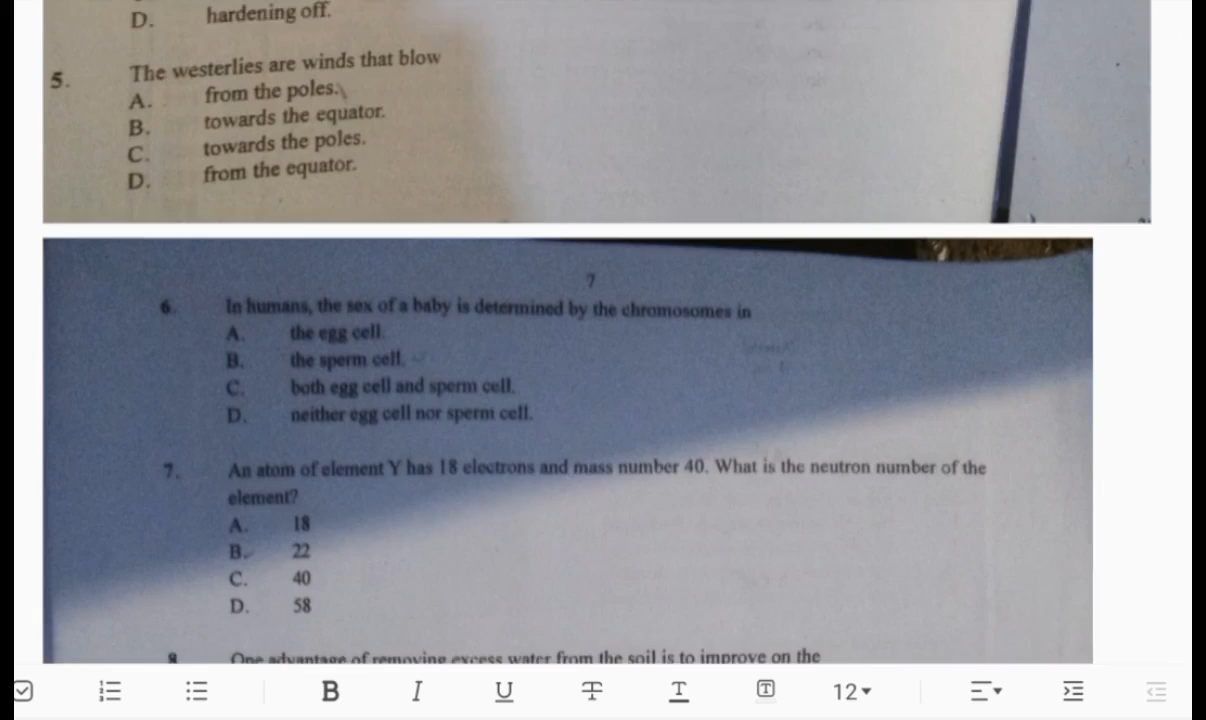 D. hardening off.
5. The westerlies are winds that blow
A. from the poles.
B. towards the equator.
C. towards the poles.
D. from the equator.
7
6. In humans, the sex of a baby is determined by the chromosomes in
A. the egg cell.
B. the sperm cell.
C. both egg cell and sperm cell.
D. neither egg cell nor sperm cell.
7. An atom of element Y has 18 electrons and mass number 40. What is the neutron number of the
element?
A. 18
B. 22
C. 40
D. 58
8 One advantage of removing excess water from the soil is to improve on the
B I U T T T 12